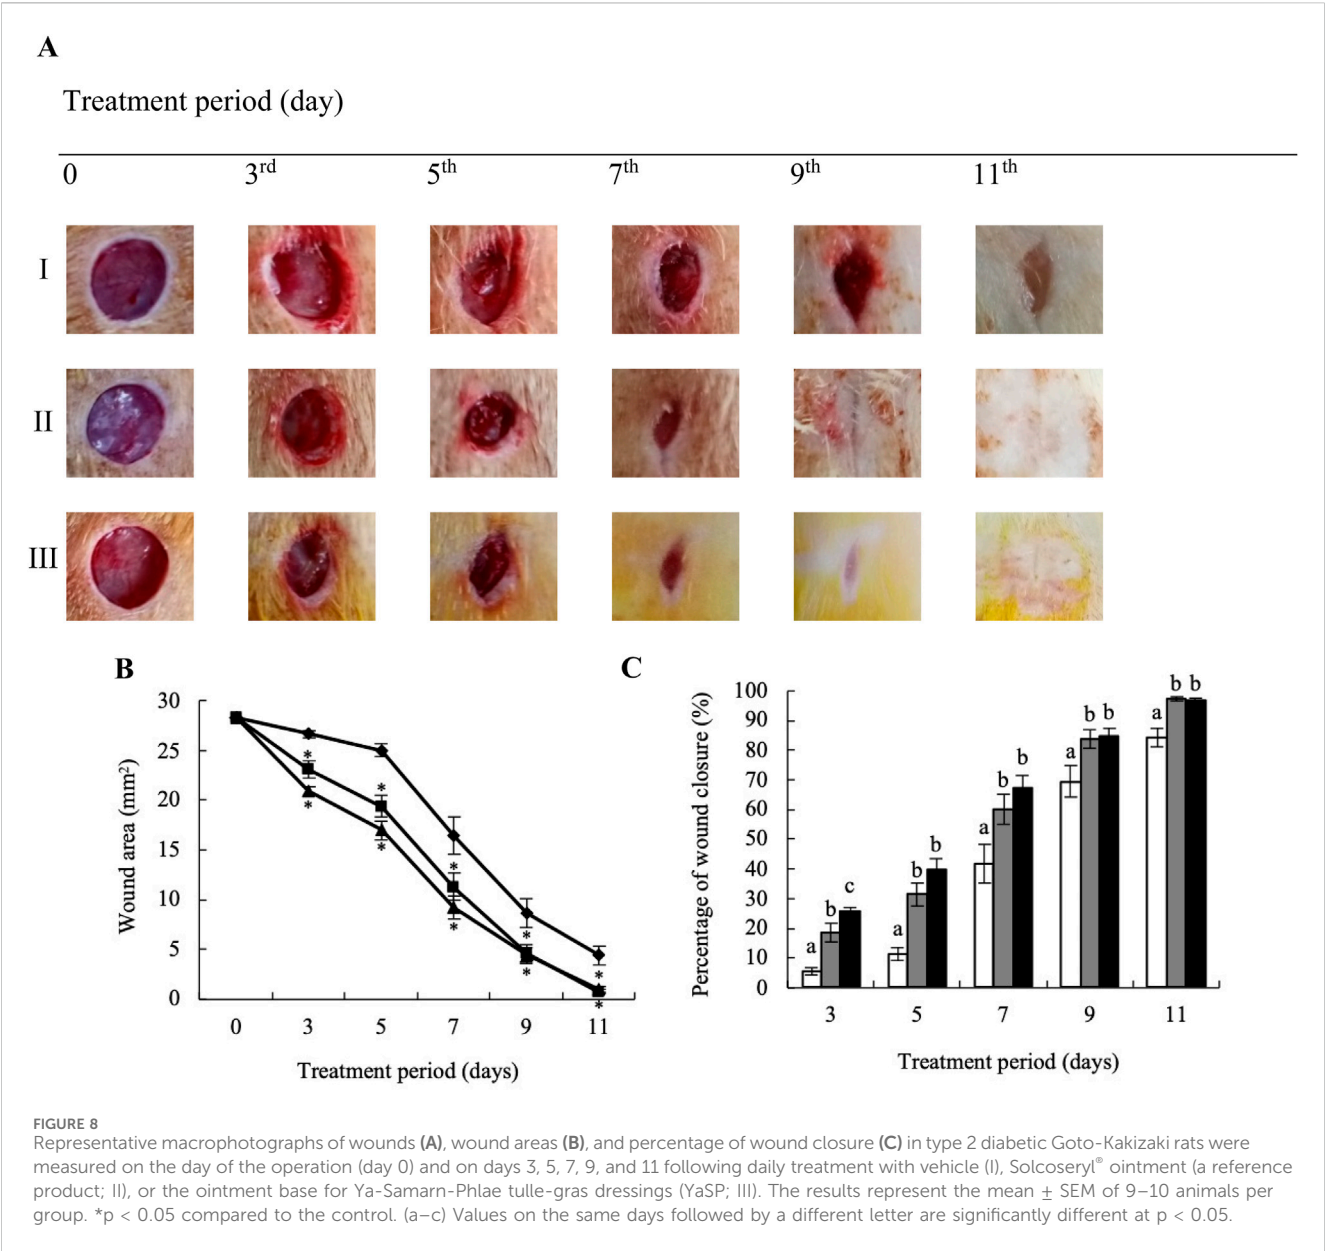 A
Treatment period (day)
0 3rd 5th 7th 9th 11th
I
II
III
B
30
25
20
15
10
5
0
Wound area (mm²)
* * * * *
* * * * *
0 3 5 7 9 11
Treatment period (days)
C
100
90
80
70
60
50
40
30
20
10
0
Percentage of wound closure (%)
a b c
a b b
a b b
a b b
a b b
3 5 7 9 11
Treatment period (days)
FIGURE 8
Representative macrophotographs of wounds (A), wound areas (B), and percentage of wound closure (C) in type 2 diabetic Goto-Kakizaki rats were
measured on the day of the operation (day 0) and on days 3, 5, 7, 9, and 11 following daily treatment with vehicle (I), Solcoseryl® ointment (a reference
product; II), or the ointment base for Ya-Samarn-Phlae tulle-gras dressings (YaSP; III). The results represent the mean ± SEM of 9–10 animals per
group. *p < 0.05 compared to the control. (a–c) Values on the same days followed by a different letter are significantly different at p < 0.05.